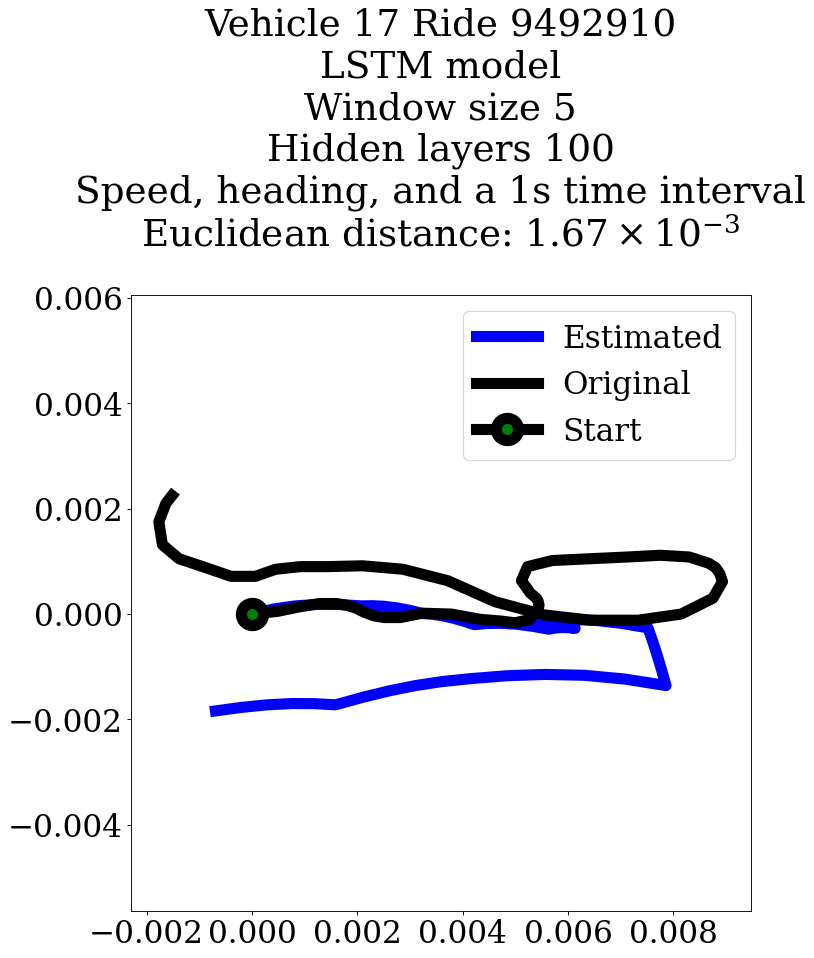 Vehicle 17 Ride 9492910
LSTM model
Window size 5
Hidden layers 100
Speed, heading, and a 1s time interval
Euclidean distance: 1.67 × 10⁻³
0.006
0.004
0.002
0.000
−0.002
−0.004
Estimated
Original
Start
−0.002 0.000 0.002 0.004 0.006 0.008